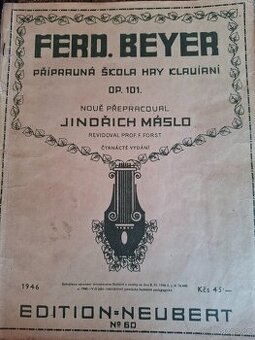 FERD. BEYER
PŘÍPRAVNÁ ŠKOLA HRY KLAVÍRNÍ
OP. 101.
NOVĚ PŘEPRACOVAL
JINDŘICH MÁSLO
REVIDOVAL PROF. F. FORST
ČTRNÁCTÉ VYDÁNÍ
1946
Kčs 45·—
EDITION-NEUBERT
Nº 60